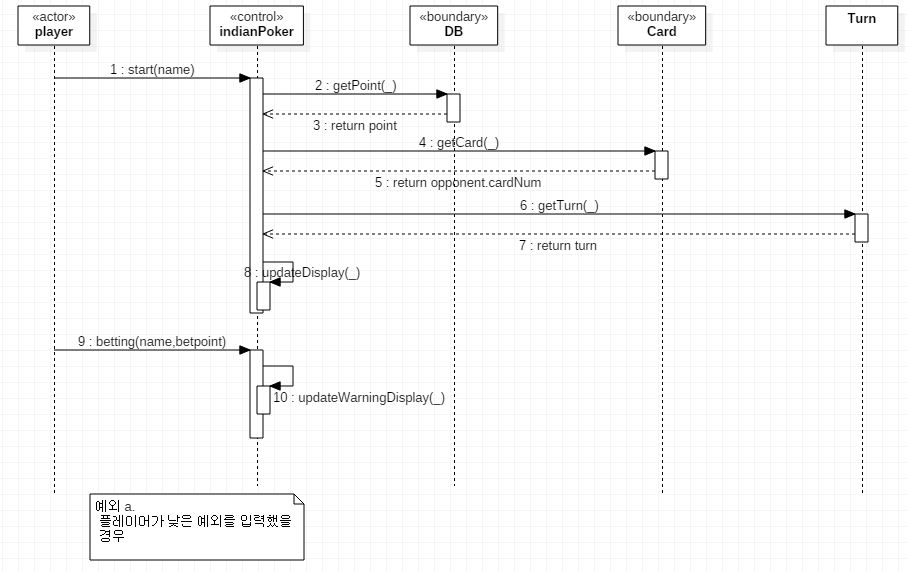 «actor»
player
«control»
indianPoker
«boundary»
DB
«boundary»
Card
Turn
1 : start(name)
2 : getPoint(_)
3 : return point
4 : getCard(_)
5 : return opponent.cardNum
6 : getTurn(_)
7 : return turn
8 : updateDisplay(_)
9 : betting(name,betpoint)
10 : updateWarningDisplay(_)
예외 a.
플레이어가 낮은 예외를 입력했을
경우